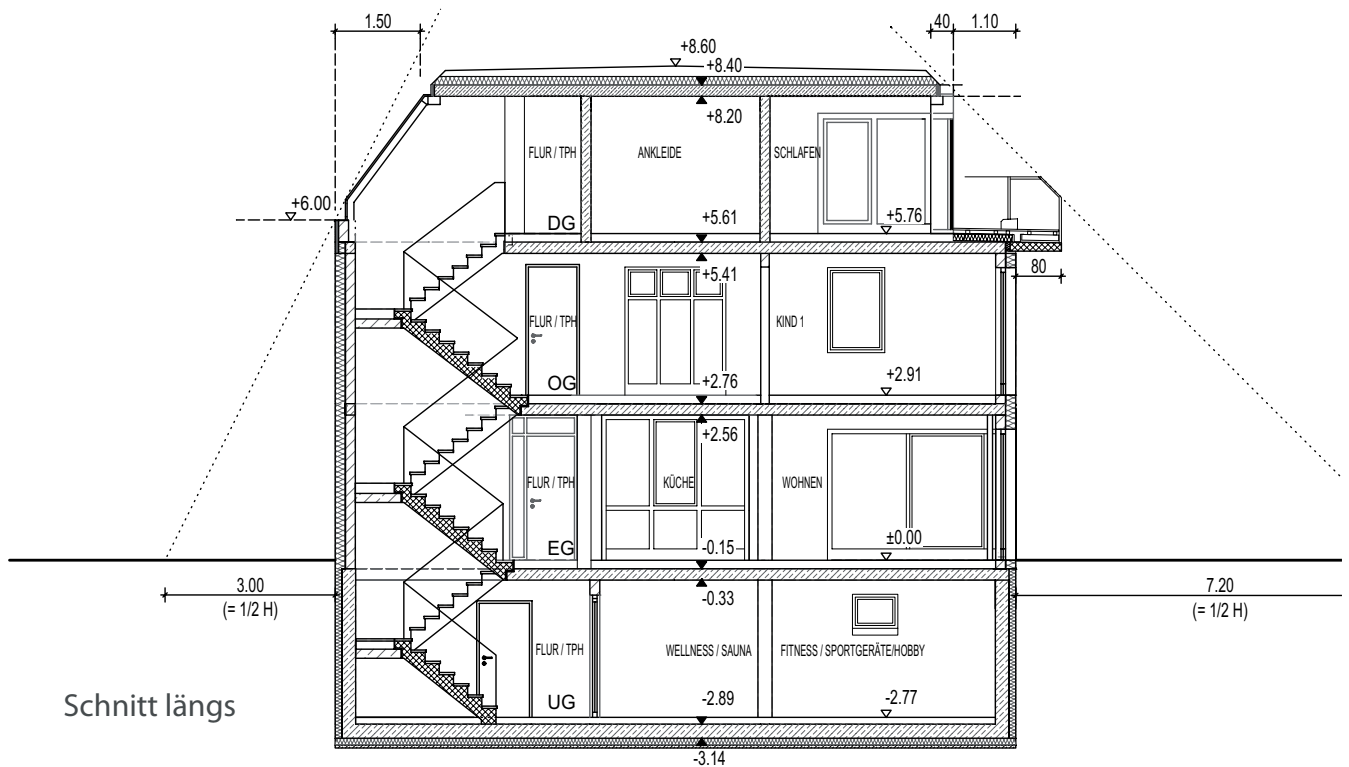 1.50
40
1.10
+8.60
+8.40
+8.20
FLUR / TPH
ANKLEIDE
SCHLAFEN
+6.00
DG
+5.61
+5.76
+5.41
80
FLUR / TPH
KIND 1
OG
+2.76
+2.91
+2.56
FLUR / TPH
KÜCHE
WOHNEN
EG
-0.15
±0.00
3.00
(= 1/2 H)
-0.33
7.20
(= 1/2 H)
FLUR / TPH
WELLNESS / SAUNA
FITNESS / SPORTGERÄTE/HOBBY
UG
-2.89
-2.77
Schnitt längs
-3.14